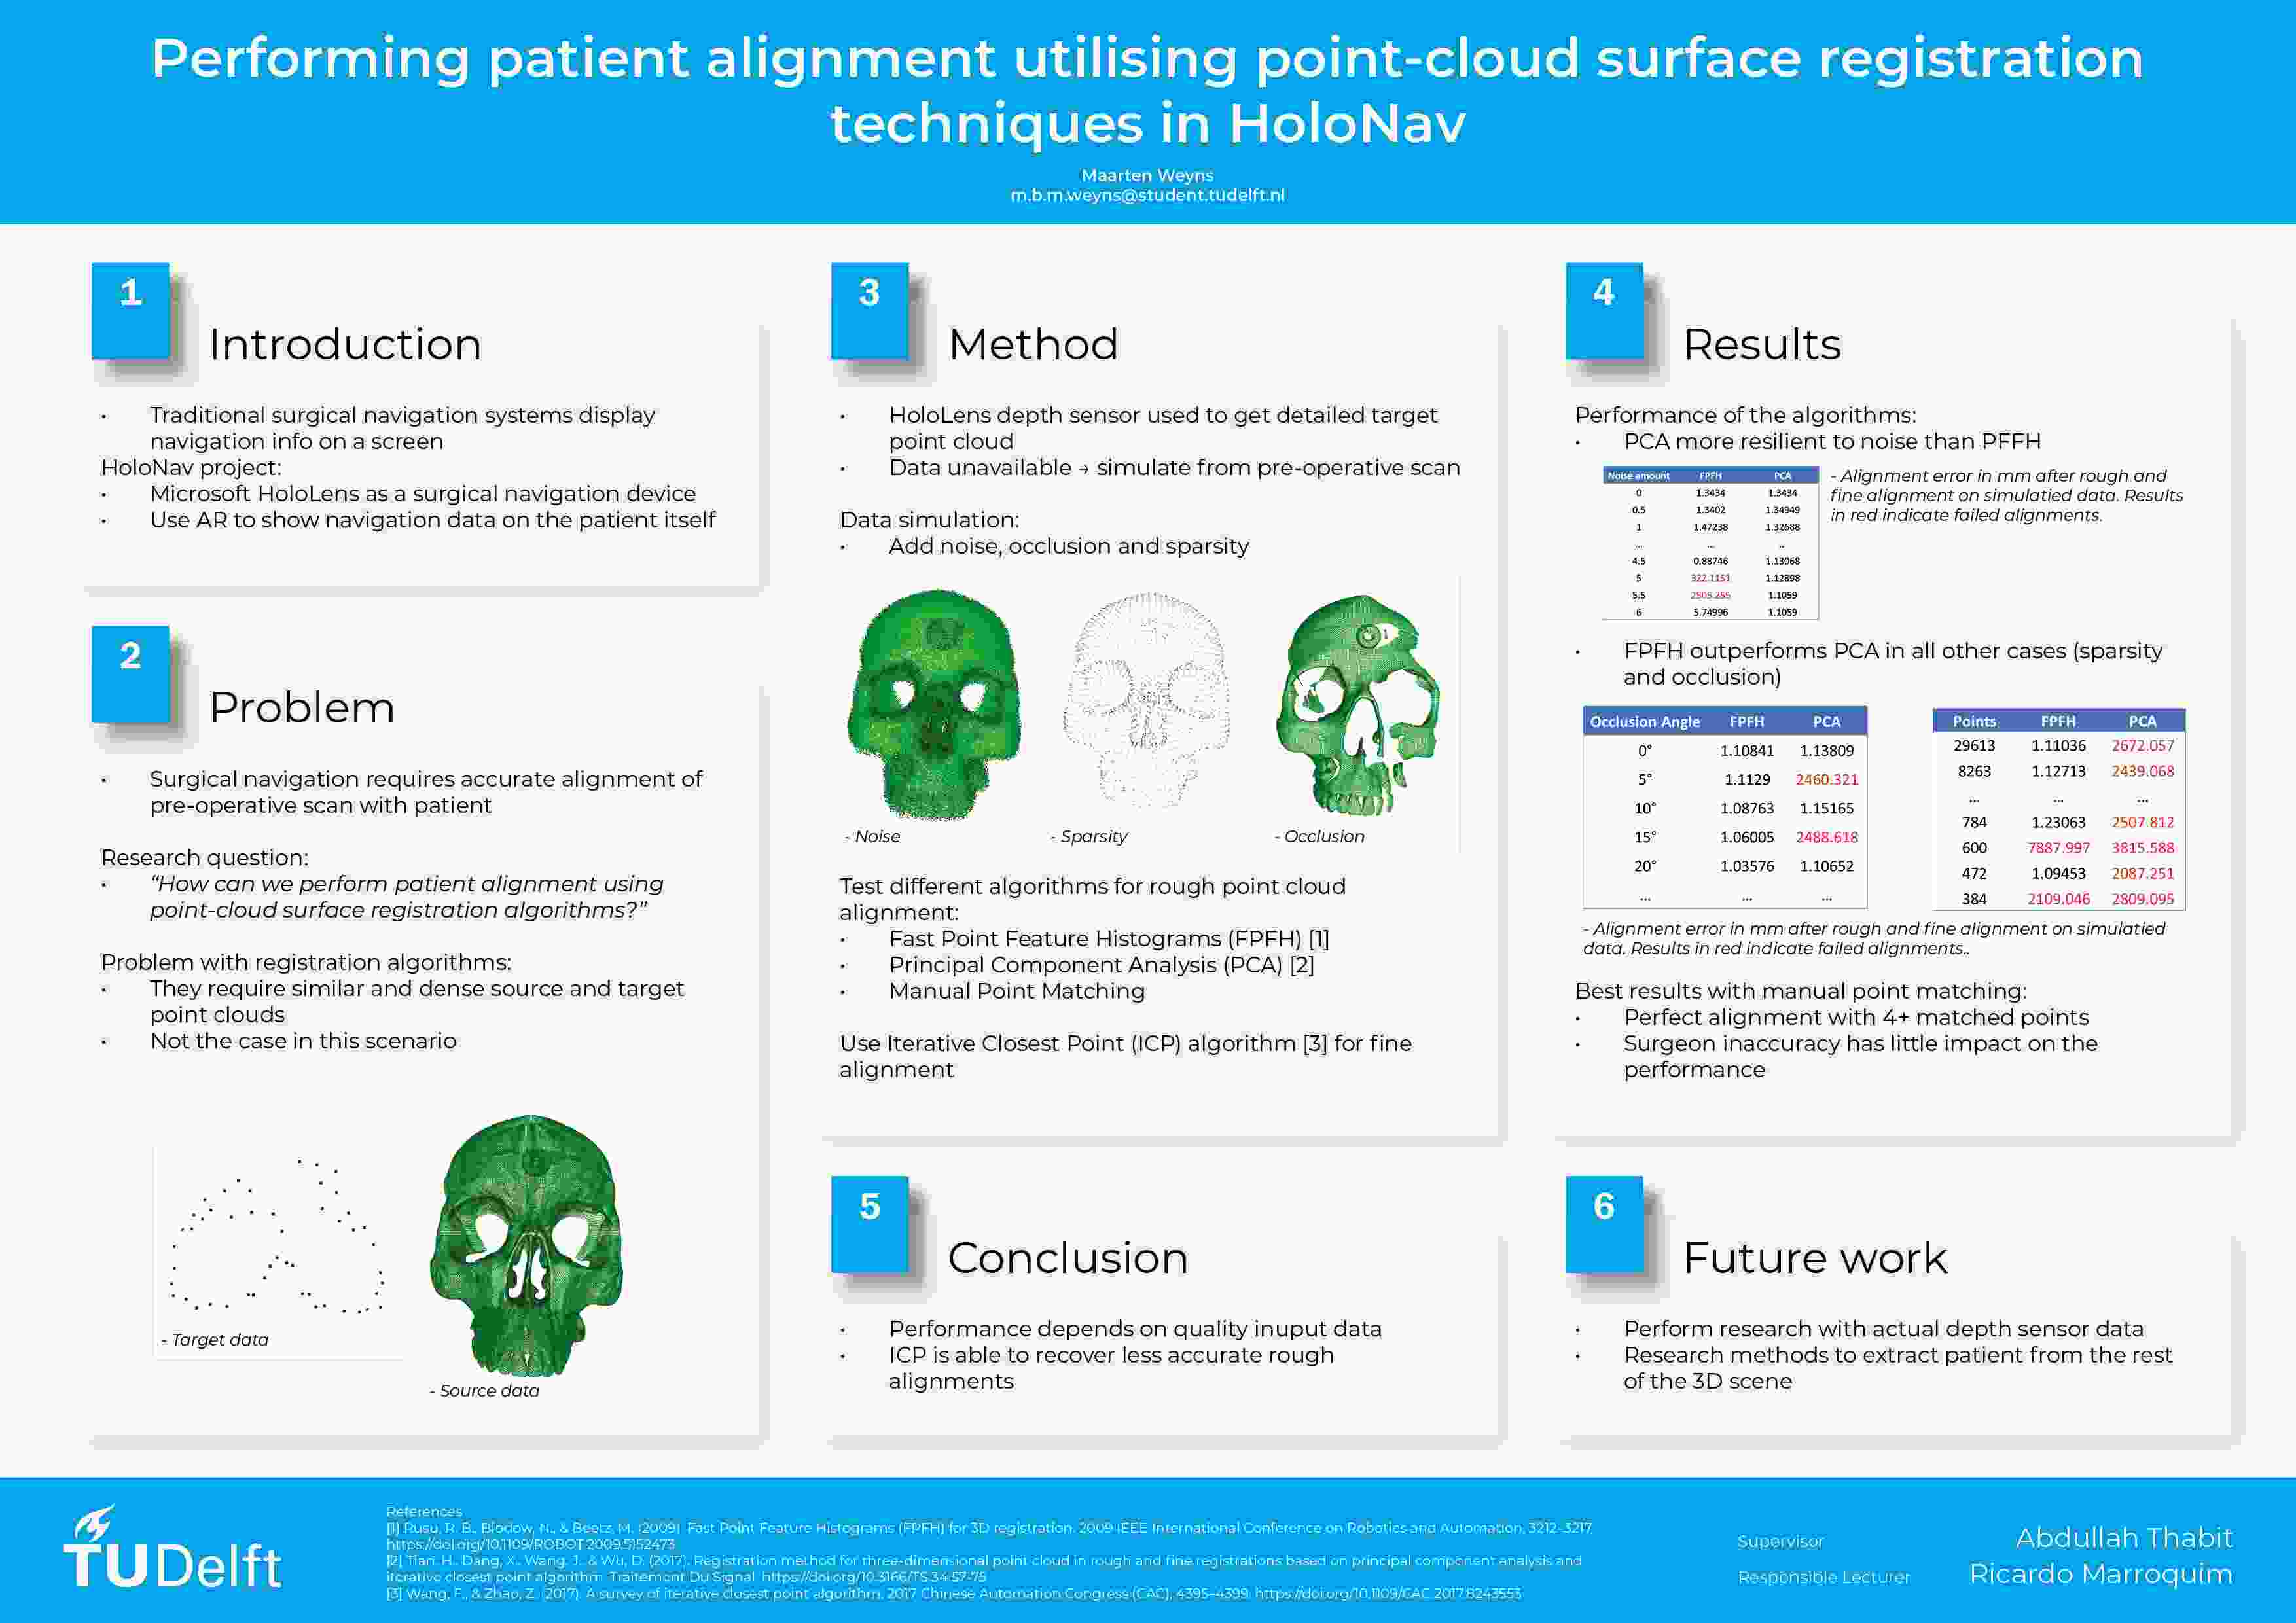 Performing patient alignment utilising point-cloud surface registration
techniques in HoloNav
Maarten Weyns
m.b.m.weyns@student.tudelft.nl
1
Introduction
• Traditional surgical navigation systems display
navigation info on a screen
HoloNav project:
• Microsoft HoloLens as a surgical navigation device
• Use AR to show navigation data on the patient itself
2
Problem
• Surgical navigation requires accurate alignment of
pre-operative scan with patient
Research question:
• "How can we perform patient alignment using
point-cloud surface registration algorithms?"
Problem with registration algorithms:
• They require similar and dense source and target
point clouds
• Not the case in this scenario
- Target data
- Source data
3
Method
• HoloLens depth sensor used to get detailed target
point cloud
• Data unavailable → simulate from pre-operative scan
Data simulation:
• Add noise, occlusion and sparsity
1
- Noise - Sparsity - Occlusion
Test different algorithms for rough point cloud
alignment:
• Fast Point Feature Histograms (FPFH) [1]
• Principal Component Analysis (PCA) [2]
• Manual Point Matching
Use Iterative Closest Point (ICP) algorithm [3] for fine
alignment
4
Results
Performance of the algorithms:
• PCA more resilient to noise than PFFH
Noise amount FPFH PCA
0 1.3434 1.3434
0.5 1.3402 1.34949
1 1.47238 1.32688
... ... ...
4.5 0.88746 1.13068
5 322.1151 1.12898
5.5 2505.255 1.1059
6 5.74996 1.1059
- Alignment error in mm after rough and
fine alignment on simulatied data. Results
in red indicate failed alignments.
• FPFH outperforms PCA in all other cases (sparsity
and occlusion)
Occlusion Angle FPFH PCA
0° 1.10841 1.13809
5° 1.1129 2460.321
10° 1.08763 1.15165
15° 1.06005 2488.618
20° 1.03576 1.10652
... ... ...
Points FPFH PCA
29613 1.11036 2672.057
8263 1.12713 2439.068
... ... ...
784 1.23063 2507.812
600 7887.997 3815.588
472 1.09453 2087.251
384 2109.046 2809.095
- Alignment error in mm after rough and fine alignment on simulatied
data. Results in red indicate failed alignments..
Best results with manual point matching:
• Perfect alignment with 4+ matched points
• Surgeon inaccuracy has little impact on the
performance
5
Conclusion
• Performance depends on quality inuput data
• ICP is able to recover less accurate rough
alignments
6
Future work
• Perform research with actual depth sensor data
• Research methods to extract patient from the rest
of the 3D scene
TUDelft
References
[1] Rusu, R. B., Blodow, N., & Beetz, M. (2009). Fast Point Feature Histograms (FPFH) for 3D registration. 2009 IEEE International Conference on Robotics and Automation, 3212–3217.
https://doi.org/10.1109/ROBOT.2009.5152473
[2] Tian, H., Dang, X., Wang, J., & Wu, D. (2017). Registration method for three-dimensional point cloud in rough and fine registrations based on principal component analysis and
iterative closest point algorithm. Traitement Du Signal. https://doi.org/10.3166/TS.34.57-75
[3] Wang, F., & Zhao, Z. (2017). A survey of iterative closest point algorithm. 2017 Chinese Automation Congress (CAC), 4395–4399. https://doi.org/10.1109/CAC.2017.8243553
Supervisor Abdullah Thabit
Responsible Lecturer Ricardo Marroquim